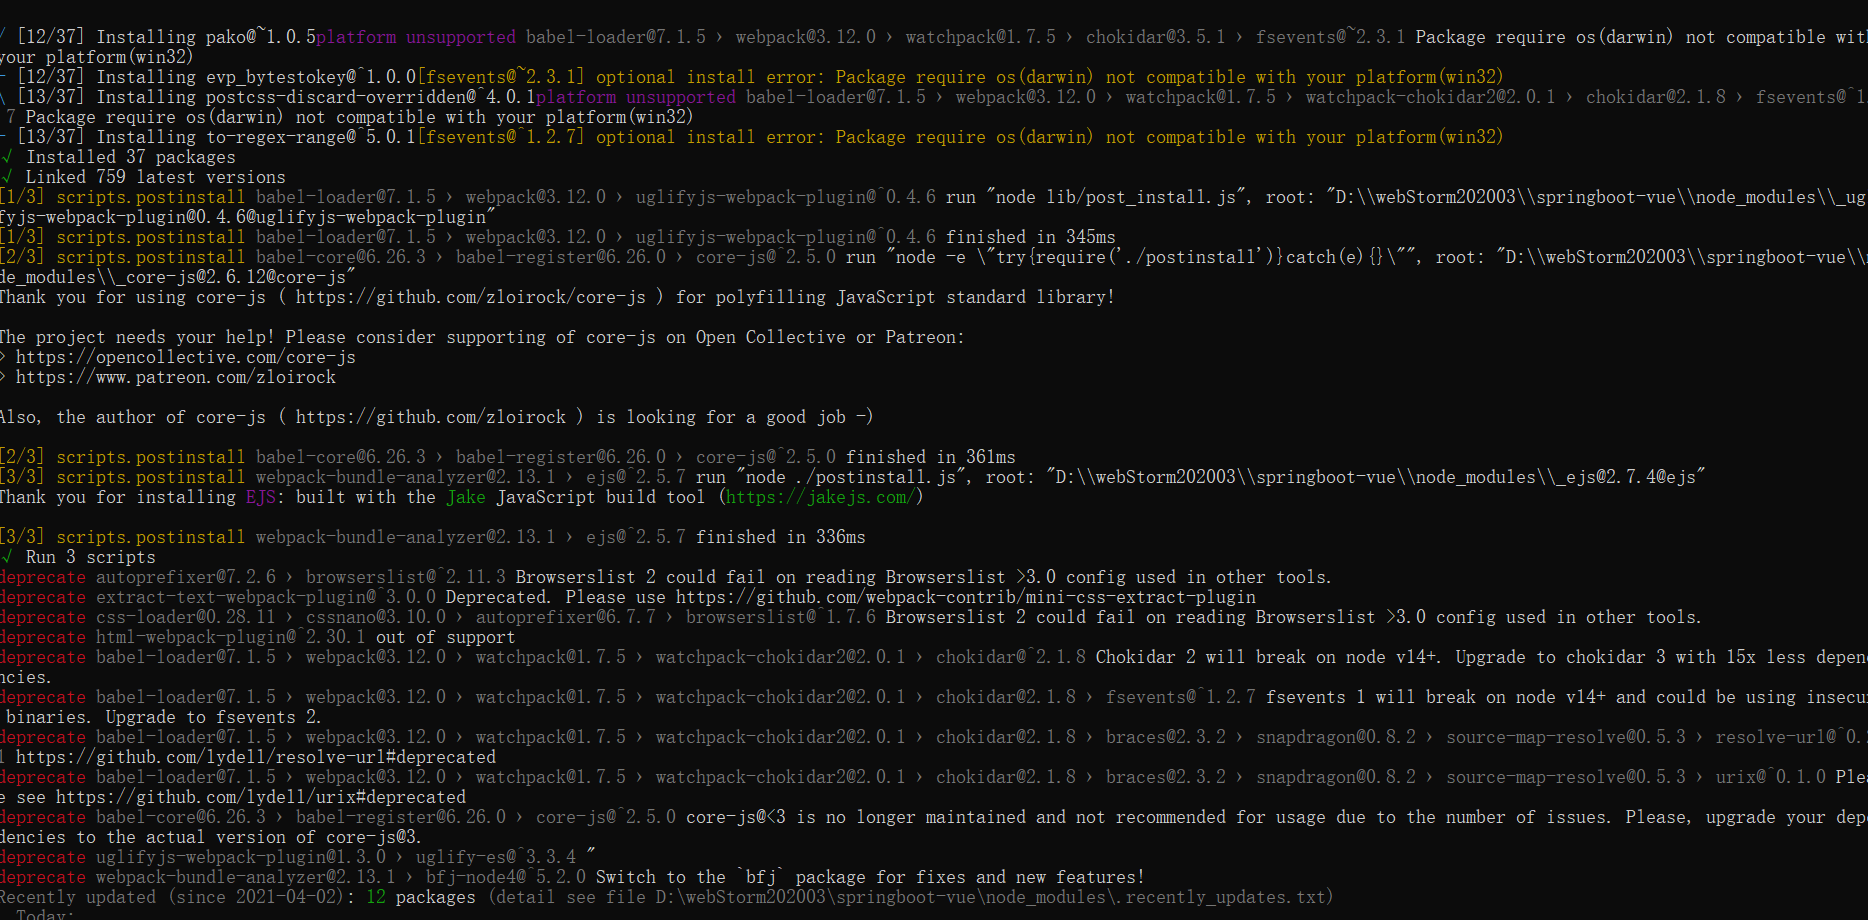 / [12/37] Installing pako@~1.0.5platform unsupported babel-loader@7.1.5 › webpack@3.12.0 › watchpack@1.7.5 › chokidar@3.5.1 › fsevents@~2.3.1 Package require os(darwin) not compatible with
your platform(win32)
- [12/37] Installing evp_bytestokey@^1.0.0[fsevents@~2.3.1] optional install error: Package require os(darwin) not compatible with your platform(win32)
\ [13/37] Installing postcss-discard-overridden@^4.0.1platform unsupported babel-loader@7.1.5 › webpack@3.12.0 › watchpack@1.7.5 › watchpack-chokidar2@2.0.1 › chokidar@2.1.8 › fsevents@^1.
7 Package require os(darwin) not compatible with your platform(win32)
- [13/37] Installing to-regex-range@^5.0.1[fsevents@^1.2.7] optional install error: Package require os(darwin) not compatible with your platform(win32)
√ Installed 37 packages
√ Linked 759 latest versions
[1/3] scripts.postinstall babel-loader@7.1.5 › webpack@3.12.0 › uglifyjs-webpack-plugin@^0.4.6 run "node lib/post_install.js", root: "D:\\webStorm202003\\springboot-vue\\node_modules\\_ug
fyjs-webpack-plugin@0.4.6@uglifyjs-webpack-plugin"
[1/3] scripts.postinstall babel-loader@7.1.5 › webpack@3.12.0 › uglifyjs-webpack-plugin@^0.4.6 finished in 345ms
[2/3] scripts.postinstall babel-core@6.26.3 › babel-register@6.26.0 › core-js@^2.5.0 run "node -e \"try{require('./postinstall')}catch(e){}\"", root: "D:\\webStorm202003\\springboot-vue\\
de_modules\\_core-js@2.6.12@core-js"
Thank you for using core-js ( https://github.com/zloirock/core-js ) for polyfilling JavaScript standard library!
The project needs your help! Please consider supporting of core-js on Open Collective or Patreon:
> https://opencollective.com/core-js
> https://www.patreon.com/zloirock
Also, the author of core-js ( https://github.com/zloirock ) is looking for a good job -)
[2/3] scripts.postinstall babel-core@6.26.3 › babel-register@6.26.0 › core-js@^2.5.0 finished in 361ms
[3/3] scripts.postinstall webpack-bundle-analyzer@2.13.1 › ejs@^2.5.7 run "node ./postinstall.js", root: "D:\\webStorm202003\\springboot-vue\\node_modules\\_ejs@2.7.4@ejs"
Thank you for installing EJS: built with the Jake JavaScript build tool (https://jakejs.com/)
[3/3] scripts.postinstall webpack-bundle-analyzer@2.13.1 › ejs@^2.5.7 finished in 336ms
√ Run 3 scripts
deprecate autoprefixer@7.2.6 › browserslist@^2.11.3 Browserslist 2 could fail on reading Browserslist >3.0 config used in other tools.
deprecate extract-text-webpack-plugin@^3.0.0 Deprecated. Please use https://github.com/webpack-contrib/mini-css-extract-plugin
deprecate css-loader@0.28.11 › cssnano@3.10.0 › autoprefixer@6.7.7 › browserslist@^1.7.6 Browserslist 2 could fail on reading Browserslist >3.0 config used in other tools.
deprecate html-webpack-plugin@^2.30.1 out of support
deprecate babel-loader@7.1.5 › webpack@3.12.0 › watchpack@1.7.5 › watchpack-chokidar2@2.0.1 › chokidar@^2.1.8 Chokidar 2 will break on node v14+. Upgrade to chokidar 3 with 15x less depen
ncies.
deprecate babel-loader@7.1.5 › webpack@3.12.0 › watchpack@1.7.5 › watchpack-chokidar2@2.0.1 › chokidar@2.1.8 › fsevents@^1.2.7 fsevents 1 will break on node v14+ and could be using insecu
binaries. Upgrade to fsevents 2.
deprecate babel-loader@7.1.5 › webpack@3.12.0 › watchpack@1.7.5 › watchpack-chokidar2@2.0.1 › chokidar@2.1.8 › braces@2.3.2 › snapdragon@0.8.2 › source-map-resolve@0.5.3 › resolve-url@^0.
1 https://github.com/lydell/resolve-url#deprecated
deprecate babel-loader@7.1.5 › webpack@3.12.0 › watchpack@1.7.5 › watchpack-chokidar2@2.0.1 › chokidar@2.1.8 › braces@2.3.2 › snapdragon@0.8.2 › source-map-resolve@0.5.3 › urix@^0.1.0 Plea
e see https://github.com/lydell/urix#deprecated
deprecate babel-core@6.26.3 › babel-register@6.26.0 › core-js@^2.5.0 core-js@<3 is no longer maintained and not recommended for usage due to the number of issues. Please, upgrade your dep
dencies to the actual version of core-js@3.
deprecate uglifyjs-webpack-plugin@1.3.0 › uglify-es@^3.3.4 "
deprecate webpack-bundle-analyzer@2.13.1 › bfj-node4@^5.2.0 Switch to the `bfj` package for fixes and new features!
Recently updated (since 2021-04-02): 12 packages (detail see file D:\webStorm202003\springboot-vue\node_modules\.recently_updates.txt)
Today: